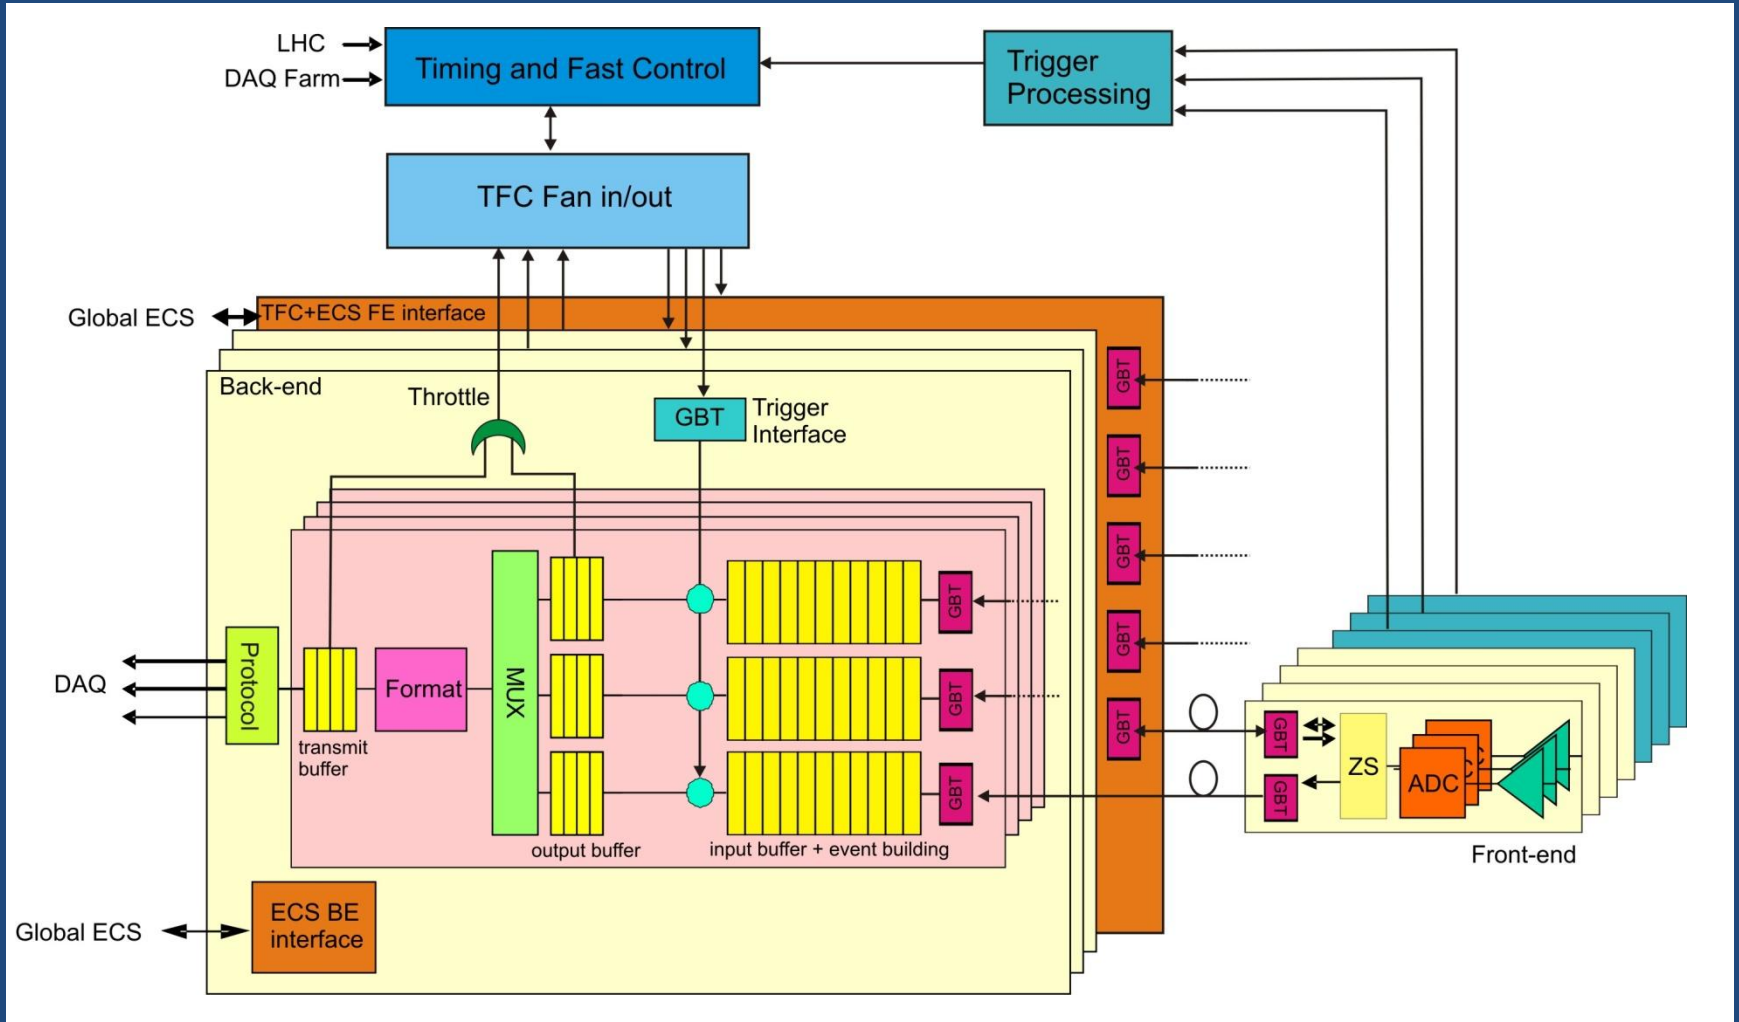 LHC
DAQ Farm
Timing and Fast Control
Trigger
Processing
TFC Fan in/out
Global ECS
TFC+ECS FE interface
Back-end
Throttle
GBT
Trigger
Interface
GBT
GBT
GBT
GBT
GBT
GBT
GBT
GBT
DAQ
Protocol
transmit
buffer
Format
MUX
output buffer
input buffer + event building
GBT
GBT
ZS
ADC
C
C
Front-end
Global ECS
ECS BE
interface